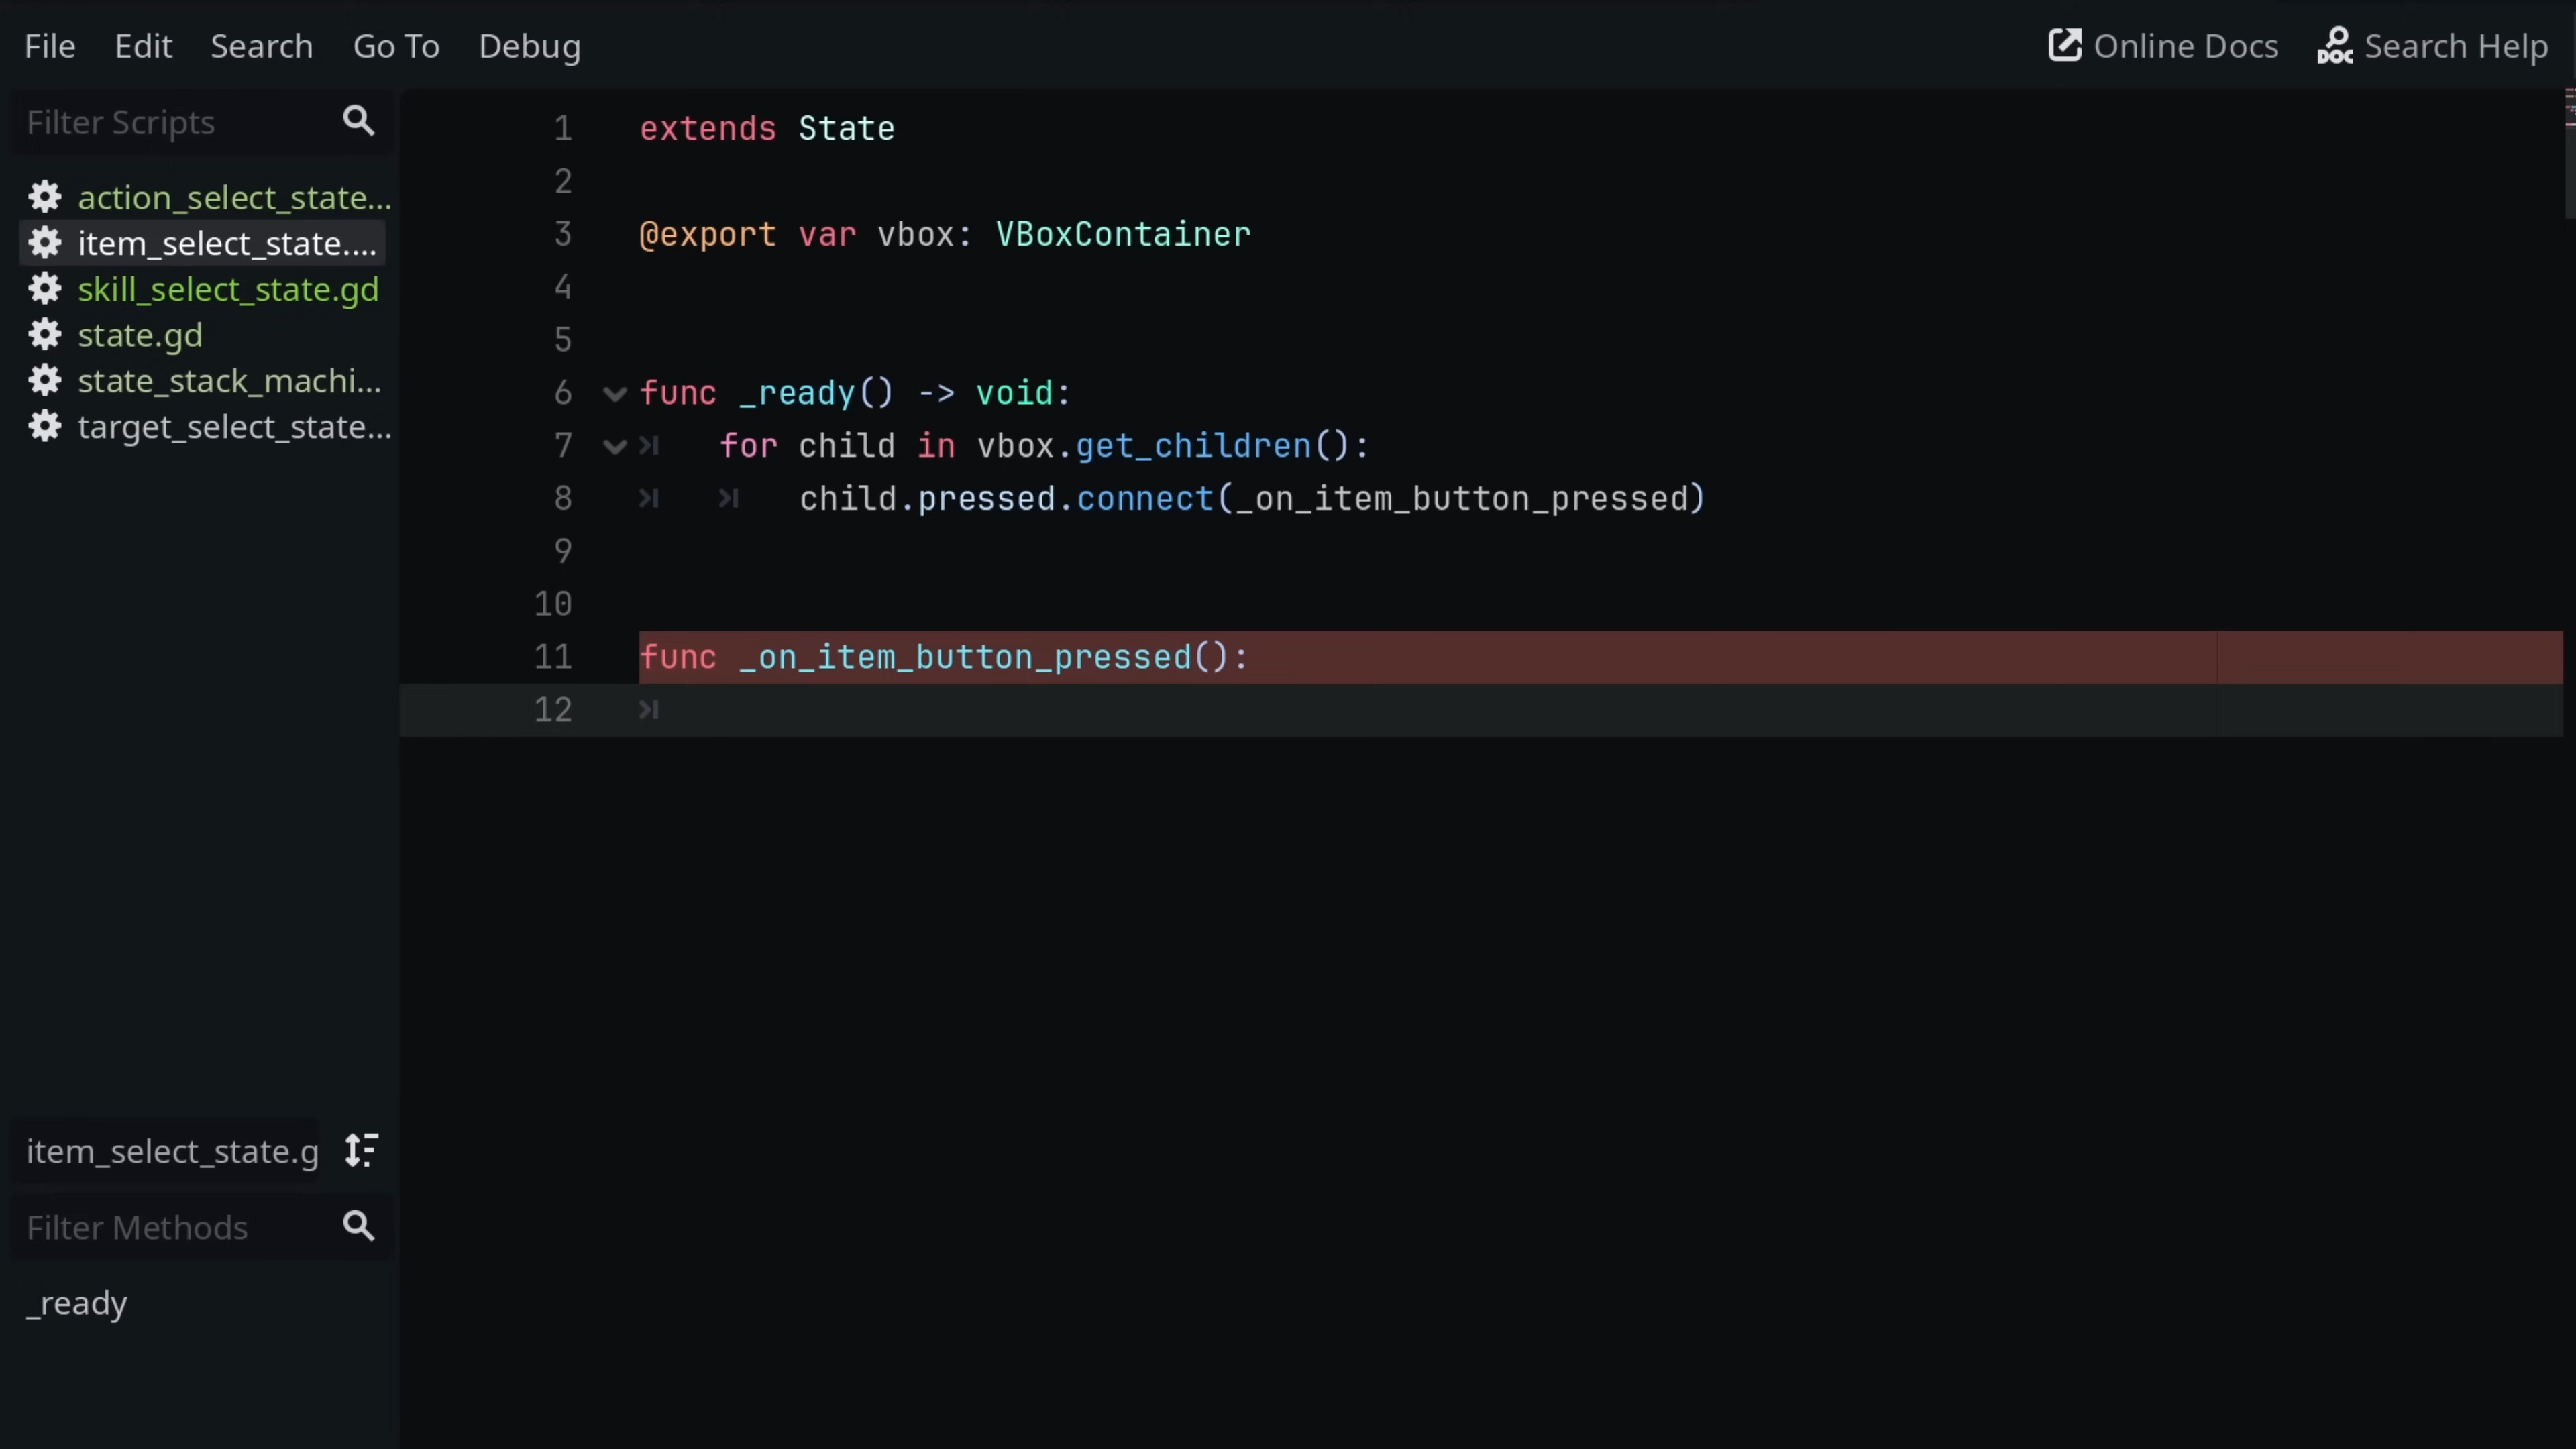 File Edit Search Go To Debug Online Docs Search Help
Filter Scripts
action_select_state...
item_select_state....
skill_select_state.gd
state.gd
state_stack_machi...
target_select_state...
item_select_state.g
Filter Methods
_ready
1 extends State
2
3 @export var vbox: VBoxContainer
4
5
6 func _ready() -> void:
7 for child in vbox.get_children():
8 child.pressed.connect(_on_item_button_pressed)
9
10
11 func _on_item_button_pressed():
12